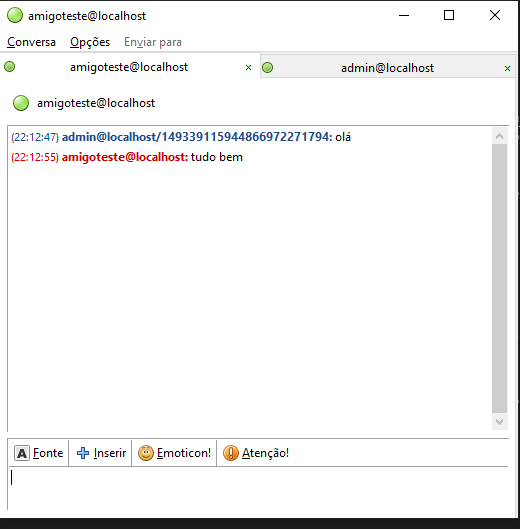 amigoteste@localhost
Conversa Opções Enviar para
amigoteste@localhost admin@localhost
amigoteste@localhost
(22:12:47) admin@localhost/149339115944866972271794: olá
(22:12:55) amigoteste@localhost: tudo bem
A Fonte Inserir Emoticon! Atenção!